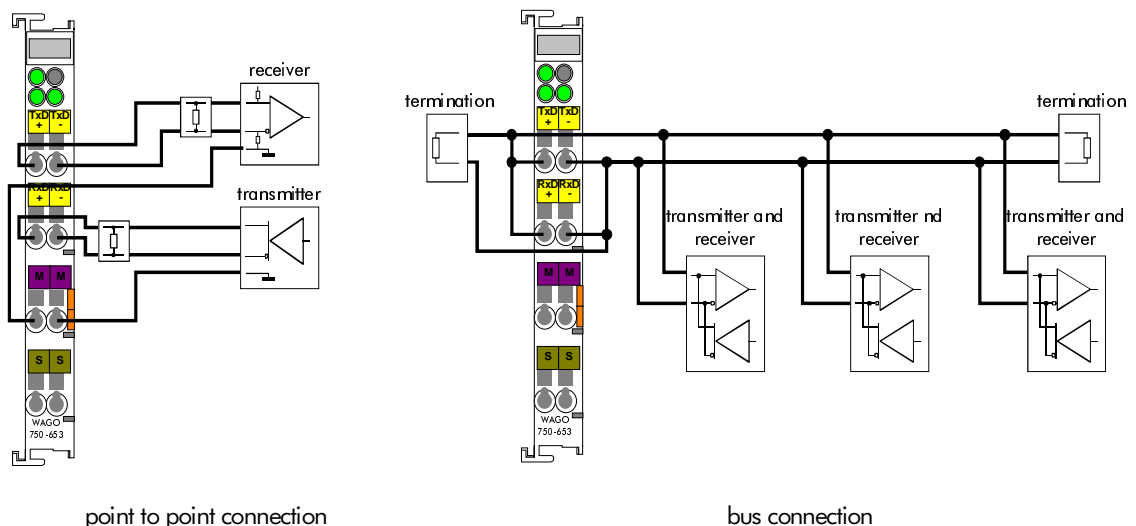 receiver
TxD TxD
+ -
RxD RxD
+ -
transmitter
M M
S S
WAGO
750-653
point to point connection
termination
TxD TxD
+ -
RxD RxD
+ -
M M
S S
WAGO
750-653
termination
transmitter and
receiver
transmitter nd
receiver
transmitter and
receiver
bus connection